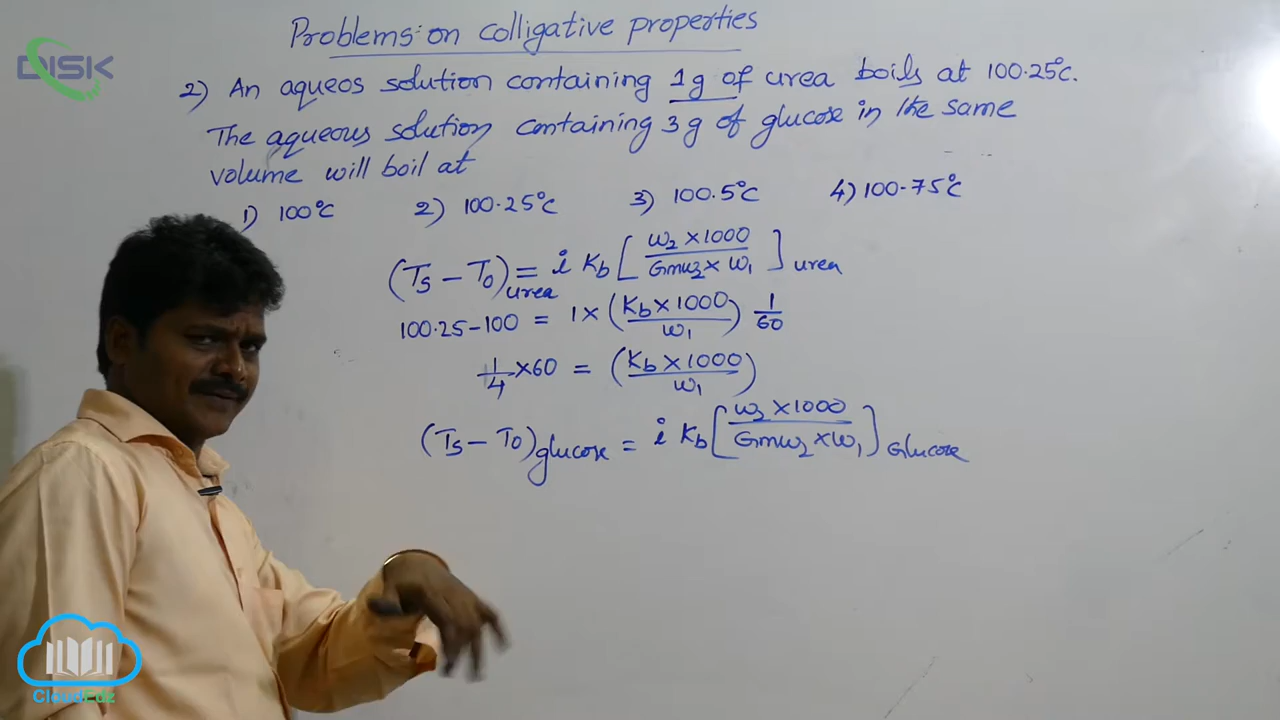 Problems on colligative properties
DISK
2) An aqueos solution containing 1g of urea boils at 100.25°C.
The aqueous solution containing 3g of glucose in the same
volume will boil at
1) 100°C 2) 100.25°C 3) 100.5°C 4) 100.75°C
(Ts - To)urea = i Kb [ w2 × 1000 / Gmw2 × w1 ] urea
100.25-100 = 1 × ( Kb × 1000 / w1 ) 1/60
1/4 × 60 = ( Kb × 1000 / w1 )
(Ts - To)glucose = i Kb [ w2 × 1000 / Gmw2 × w1 ] Glucose
CloudEdz